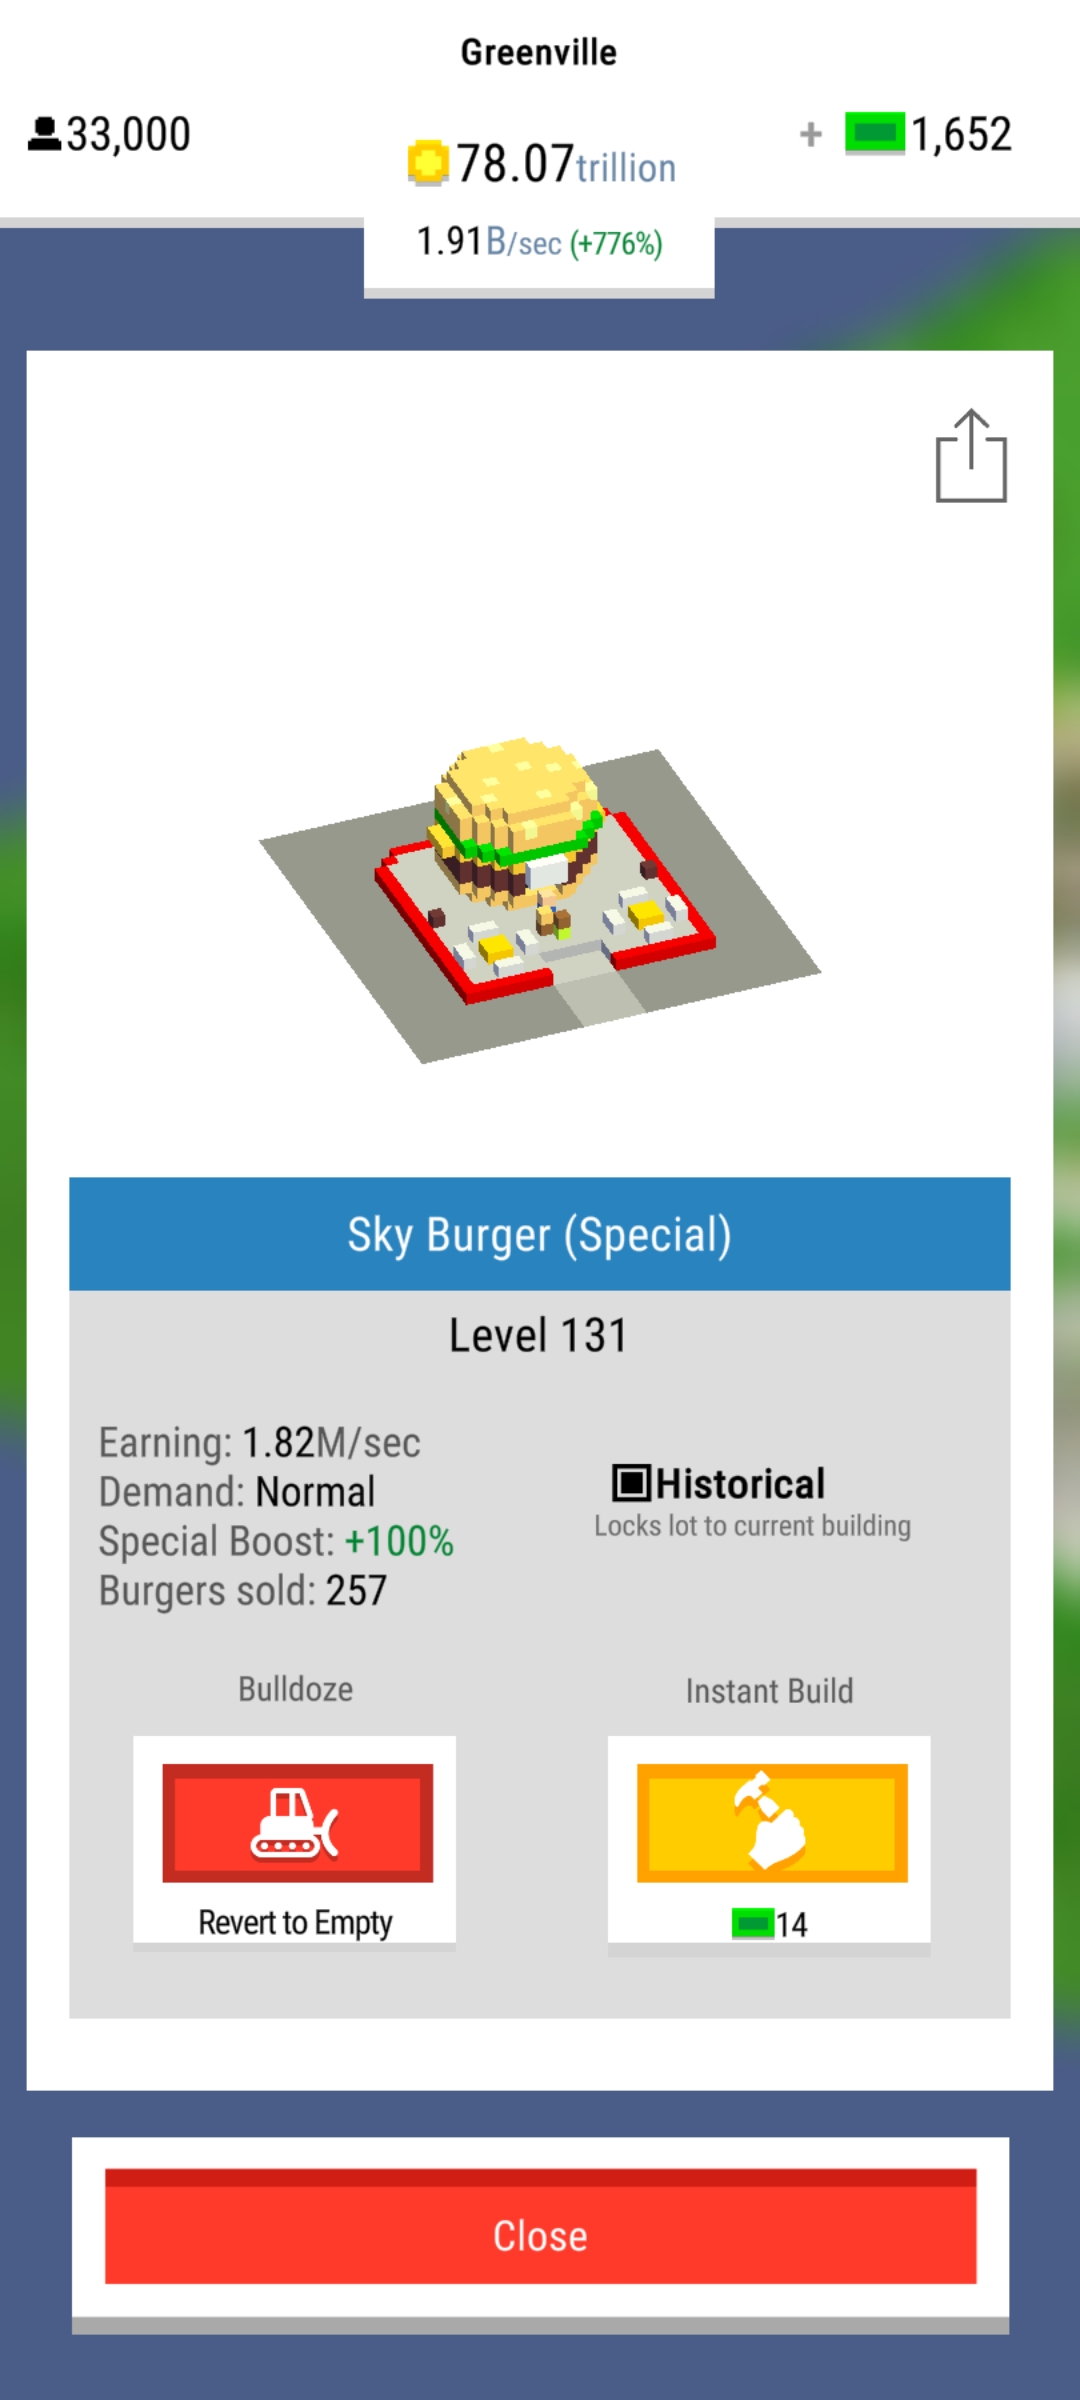 Greenville
33,000
78.07trillion
+ 1,652
1.91B/sec (+776%)
Sky Burger (Special)
Level 131
Earning: 1.82M/sec
Demand: Normal
Special Boost: +100%
Burgers sold: 257
Historical
Locks lot to current building
Bulldoze
Revert to Empty
Instant Build
14
Close